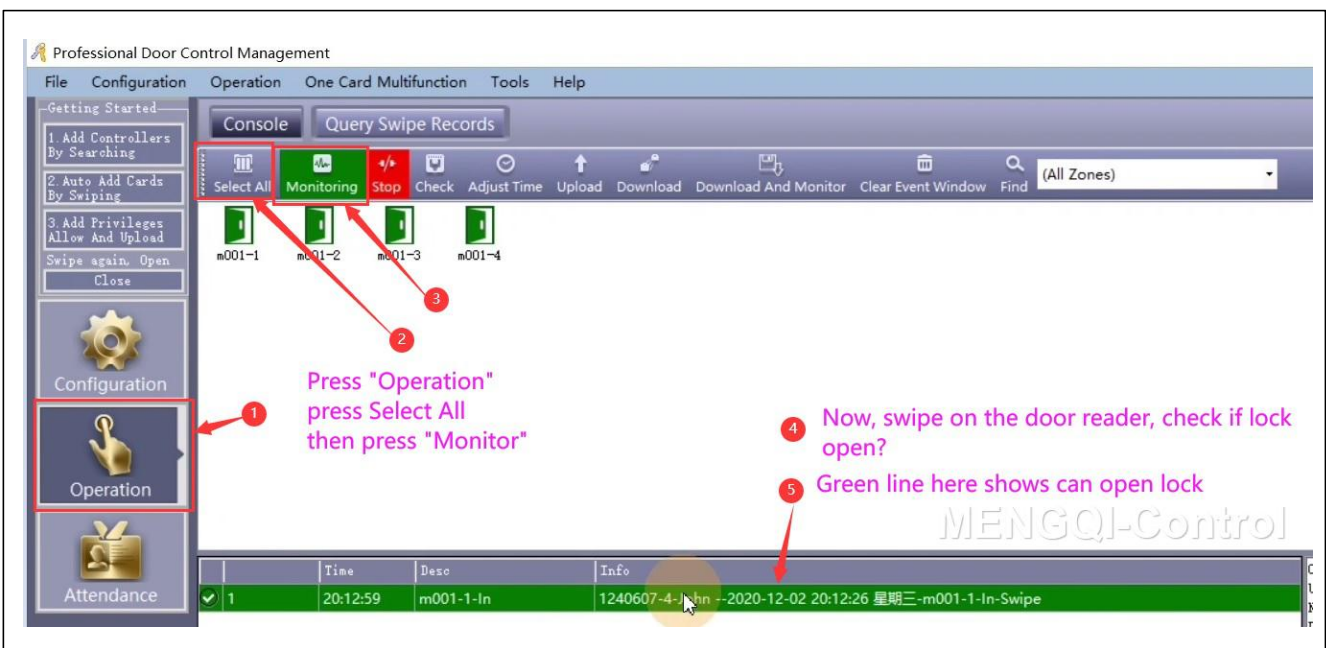 Professional Door Control Management
File Configuration Operation One Card Multifunction Tools Help
Getting Started
1. Add Controllers
By Searching
2. Auto Add Cards
By Swiping
3. Add Privileges
Allow And Upload
Swipe again, Open
Close
Console Query Swipe Records
Select All Monitoring Stop Check Adjust Time Upload Download Download And Monitor Clear Event Window Find (All Zones)
m001-1 m001-2 m001-3 m001-4
3
2
Configuration
Press "Operation"
press Select All
then press "Monitor"
1
Operation
4 Now, swipe on the door reader, check if lock
open?
5 Green line here shows can open lock
MENGQI-Control
Attendance
Time Desc Info
1 20:12:59 m001-1-In 1240607-4-John --2020-12-02 20:12:26 星期三-m001-1-In-Swipe